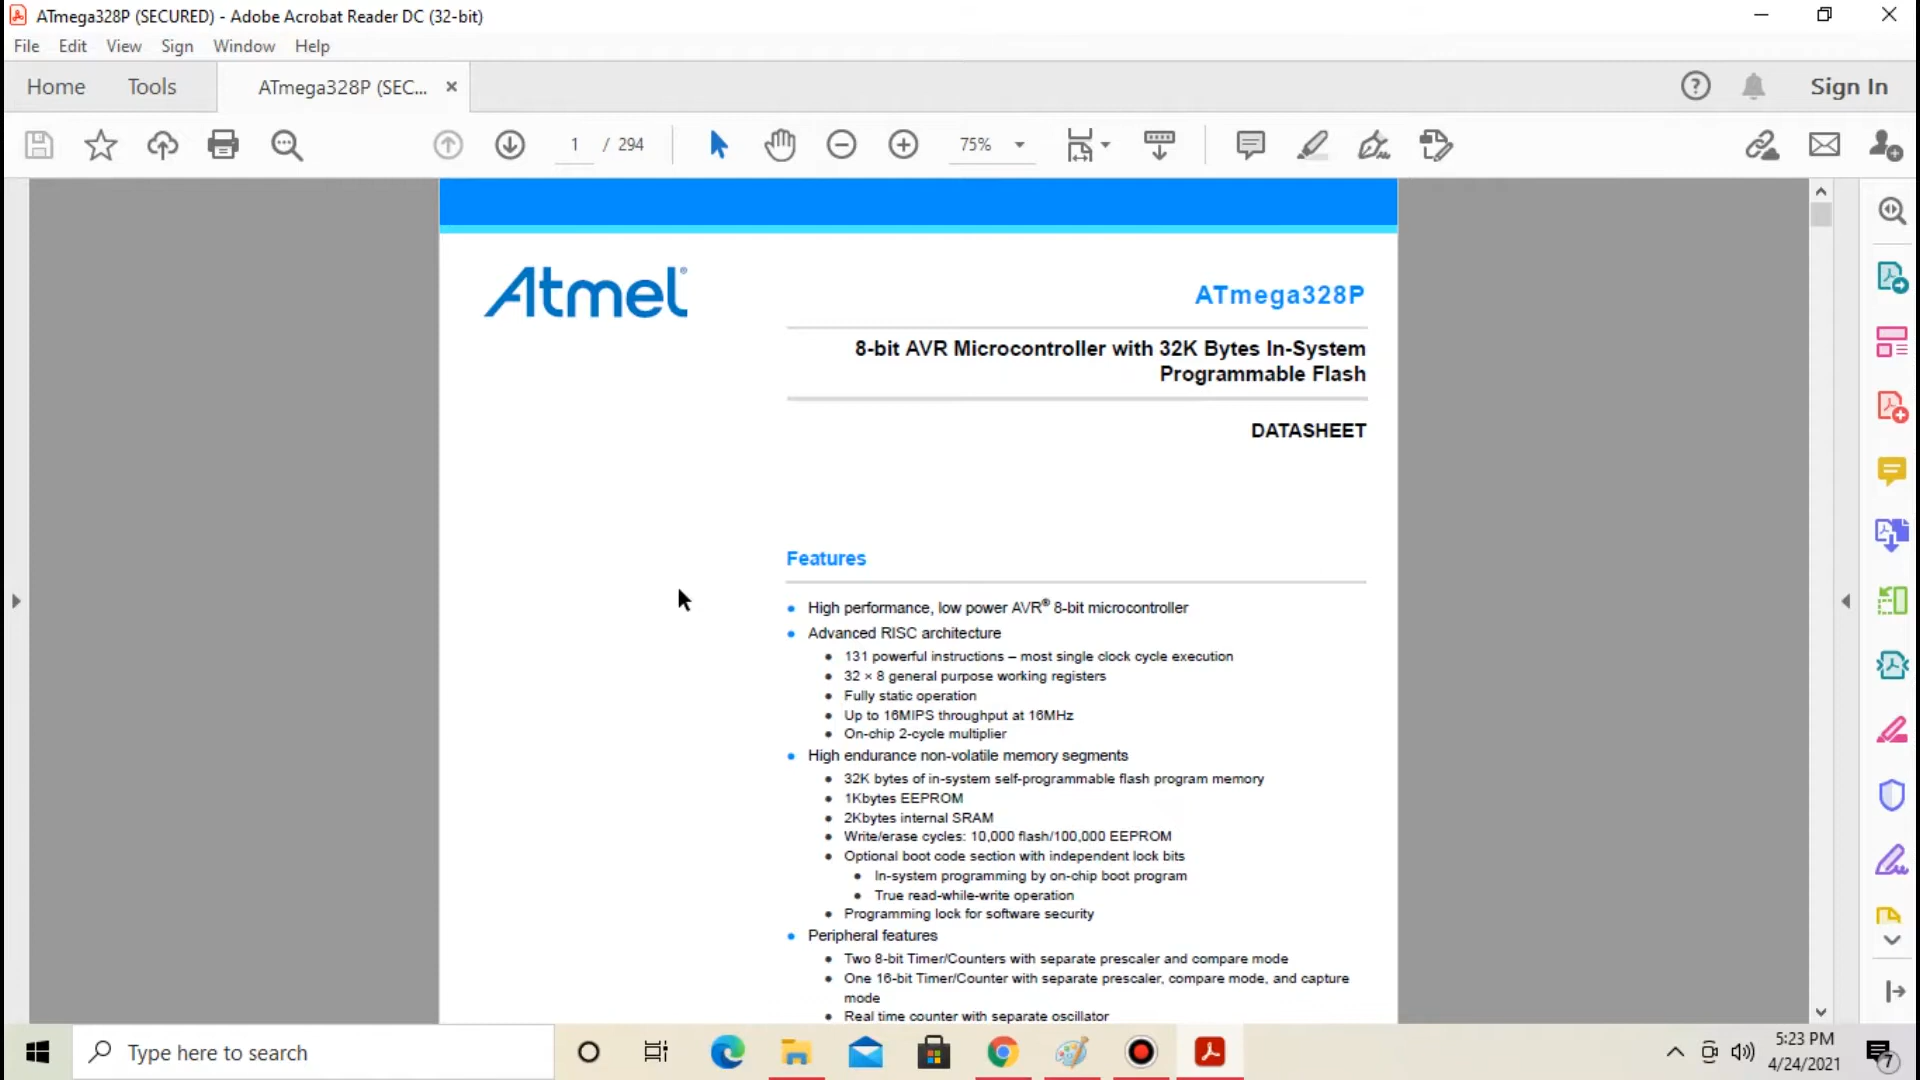 ATmega328P (SECURED) - Adobe Acrobat Reader DC (32-bit)
File Edit View Sign Window Help
Home Tools ATmega328P (SEC... Sign In
1 / 294 75%
Atmel®
ATmega328P
8-bit AVR Microcontroller with 32K Bytes In-System
Programmable Flash
DATASHEET
Features
● High performance, low power AVR® 8-bit microcontroller
● Advanced RISC architecture
● 131 powerful instructions – most single clock cycle execution
● 32 × 8 general purpose working registers
● Fully static operation
● Up to 16MIPS throughput at 16MHz
● On-chip 2-cycle multiplier
● High endurance non-volatile memory segments
● 32K bytes of in-system self-programmable flash program memory
● 1Kbytes EEPROM
● 2Kbytes internal SRAM
● Write/erase cycles: 10,000 flash/100,000 EEPROM
● Optional boot code section with independent lock bits
● In-system programming by on-chip boot program
● True read-while-write operation
● Programming lock for software security
● Peripheral features
● Two 8-bit Timer/Counters with separate prescaler and compare mode
● One 16-bit Timer/Counter with separate prescaler, compare mode, and capture
mode
● Real time counter with separate oscillator
Type here to search
5:23 PM
4/24/2021
7